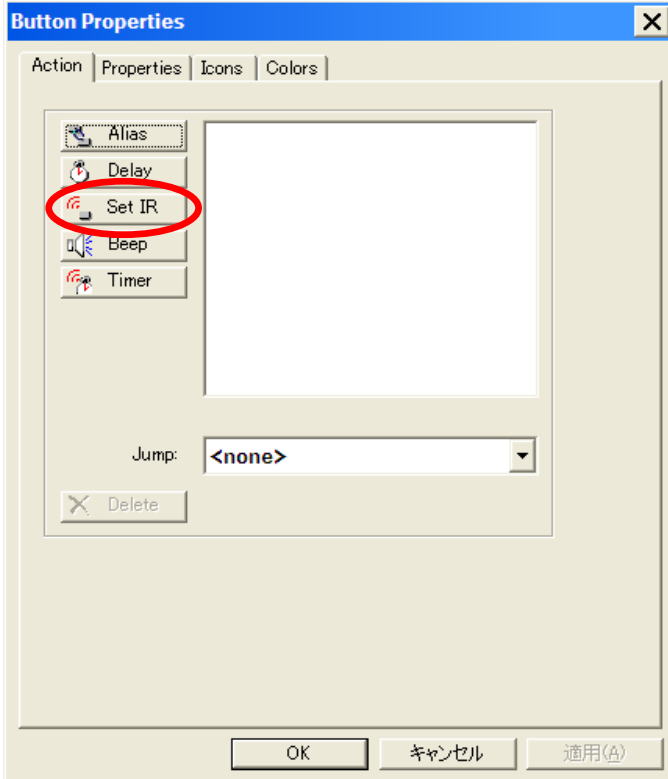 Button Properties
Action Properties Icons Colors
Alias
Delay
Set IR
Beep
Timer
Jump: <none>
Delete
OK キャンセル 適用(A)